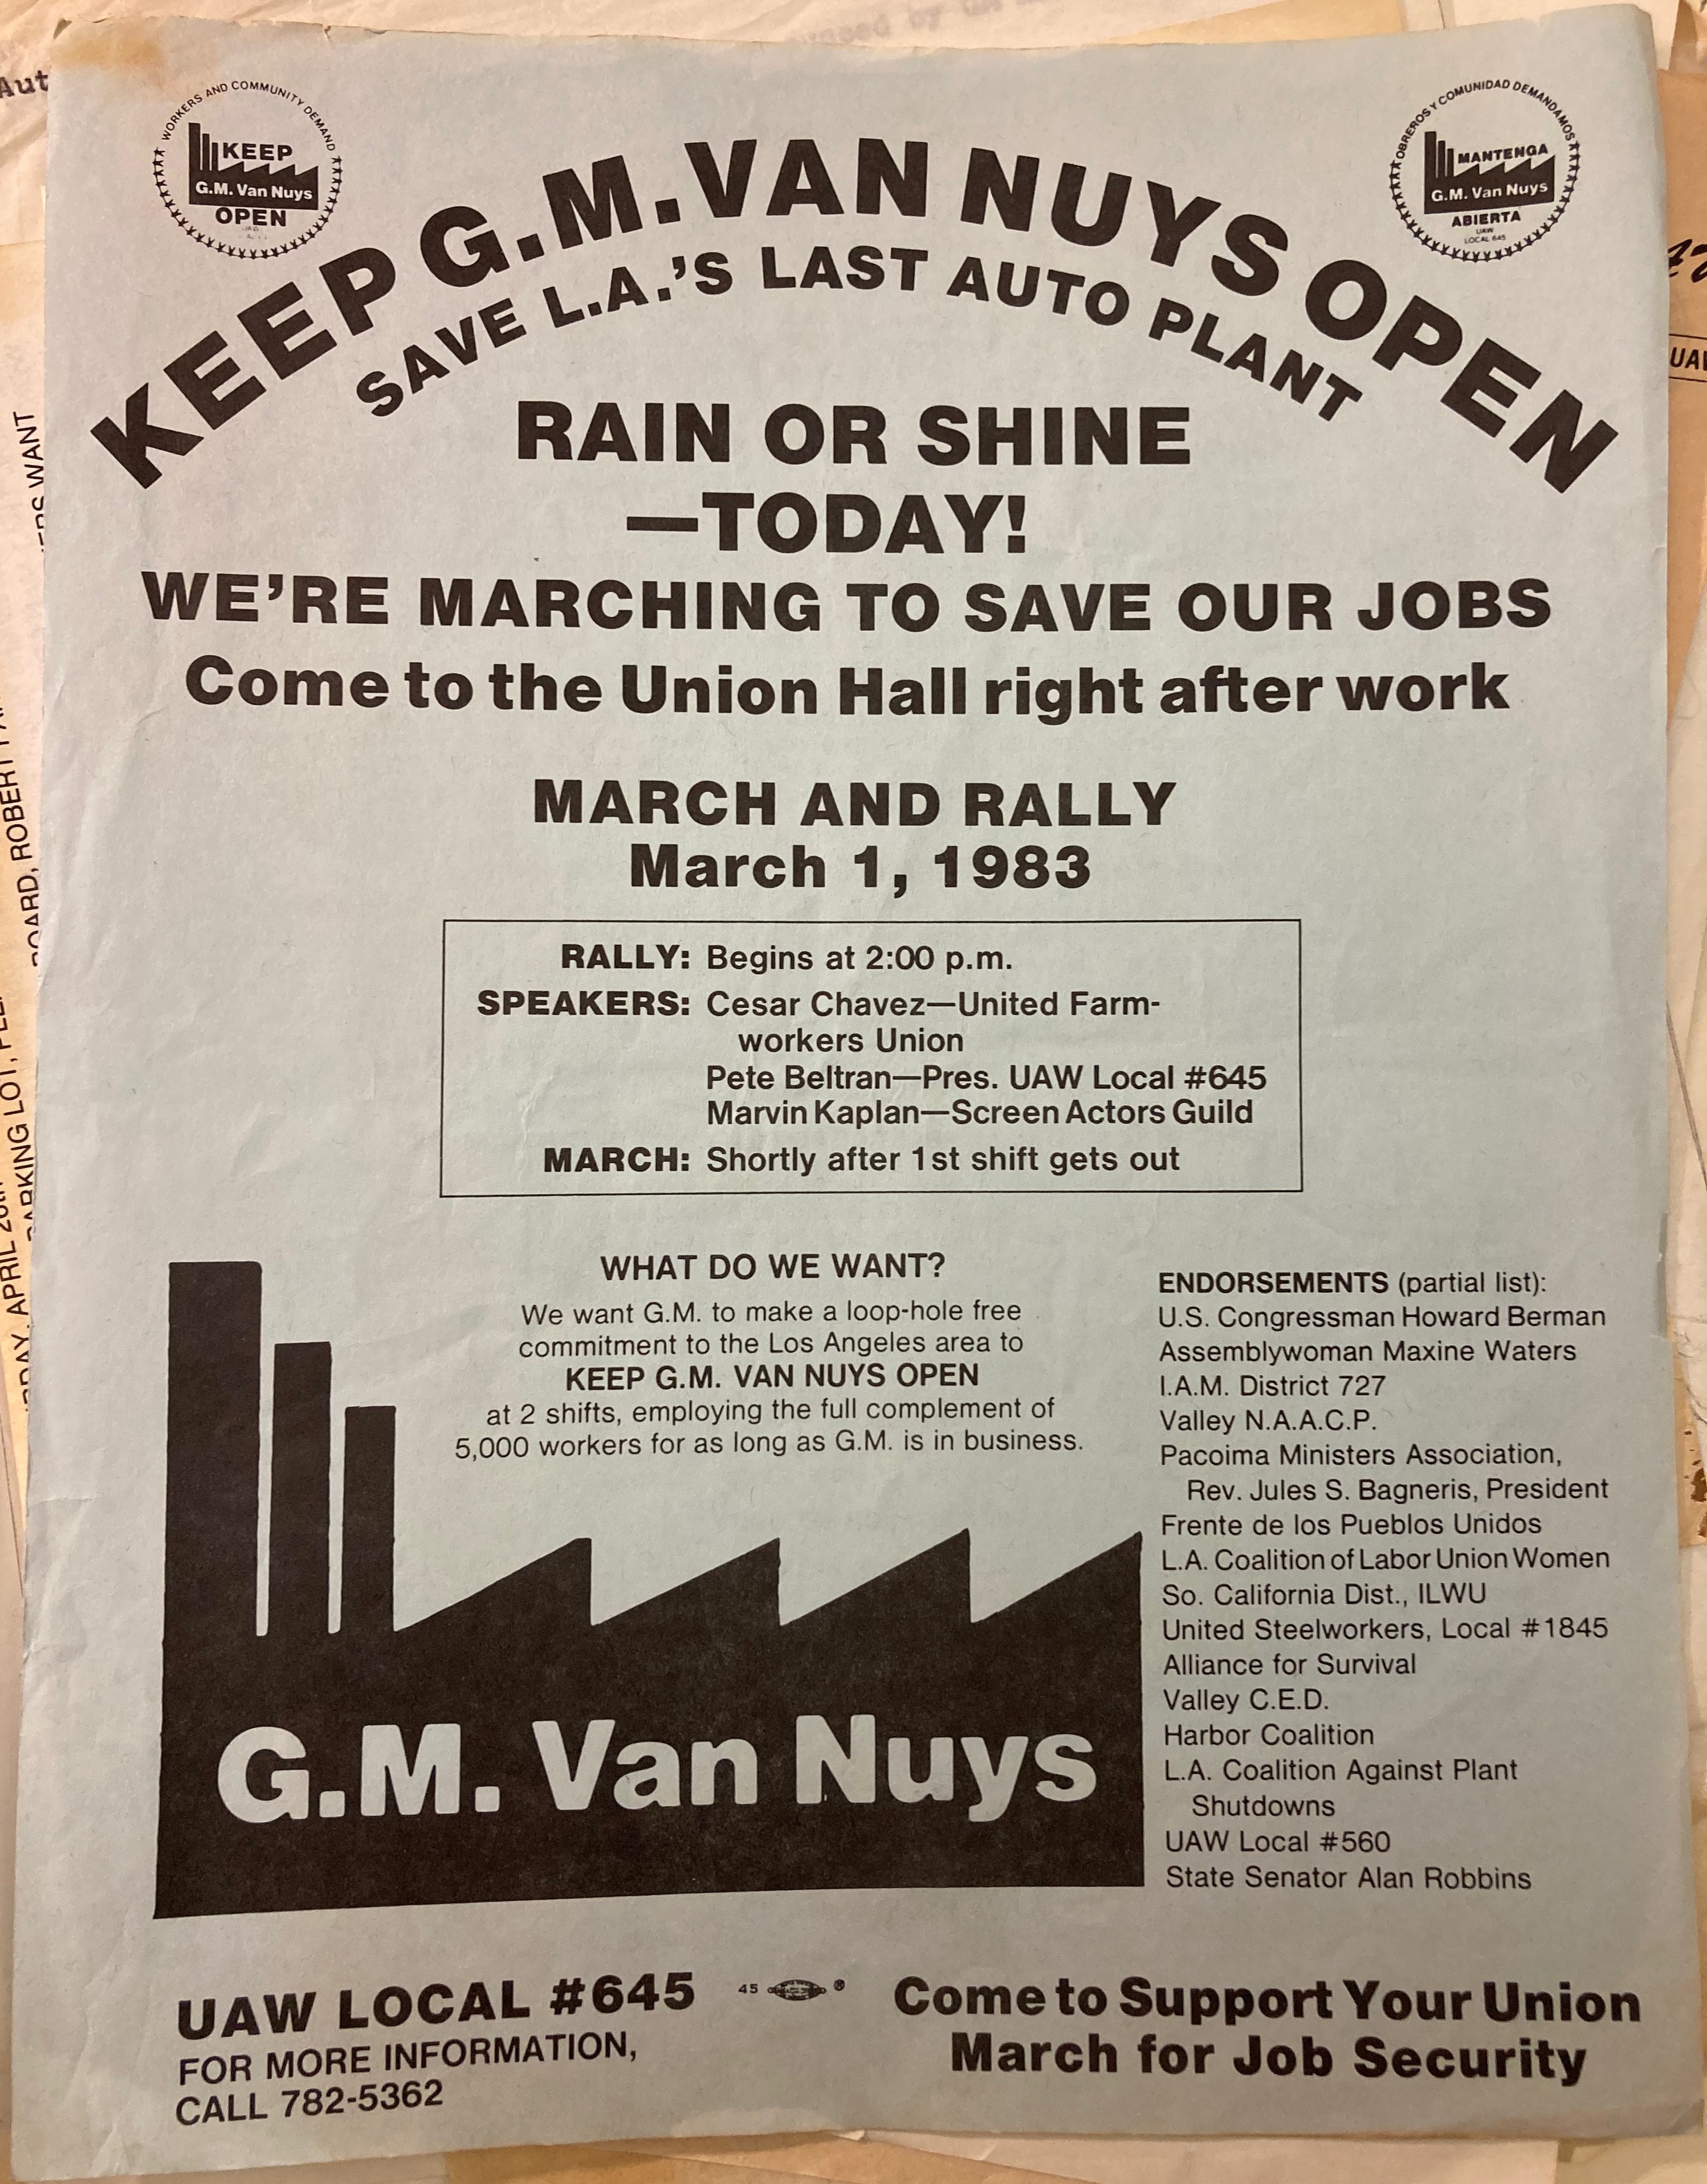 WORKERS AND COMMUNITY DEMAND
KEEP
G.M. Van Nuys
OPEN
OBREROS Y COMUNIDAD DEMANDAMOS
MANTENGA
G.M. Van Nuys
ABIERTA
UAW
LOCAL 645
KEEP G.M. VAN NUYS OPEN
SAVE L.A.'S LAST AUTO PLANT
RAIN OR SHINE
—TODAY!
WE'RE MARCHING TO SAVE OUR JOBS
Come to the Union Hall right after work
MARCH AND RALLY
March 1, 1983
RALLY: Begins at 2:00 p.m.
SPEAKERS: Cesar Chavez—United Farm-
workers Union
Pete Beltran—Pres. UAW Local #645
Marvin Kaplan—Screen Actors Guild
MARCH: Shortly after 1st shift gets out
WHAT DO WE WANT?
We want G.M. to make a loop-hole free
commitment to the Los Angeles area to
KEEP G.M. VAN NUYS OPEN
at 2 shifts, employing the full complement of
5,000 workers for as long as G.M. is in business.
G.M. Van Nuys
ENDORSEMENTS (partial list):
U.S. Congressman Howard Berman
Assemblywoman Maxine Waters
I.A.M. District 727
Valley N.A.A.C.P.
Pacoima Ministers Association,
Rev. Jules S. Bagneris, President
Frente de los Pueblos Unidos
L.A. Coalition of Labor Union Women
So. California Dist., ILWU
United Steelworkers, Local #1845
Alliance for Survival
Valley C.E.D.
Harbor Coalition
L.A. Coalition Against Plant
Shutdowns
UAW Local #560
State Senator Alan Robbins
UAW LOCAL #645
FOR MORE INFORMATION,
CALL 782-5362
45 ®
Come to Support Your Union
March for Job Security
WANT
BOARD, ROBERT
PARKING LOT,
APRIL